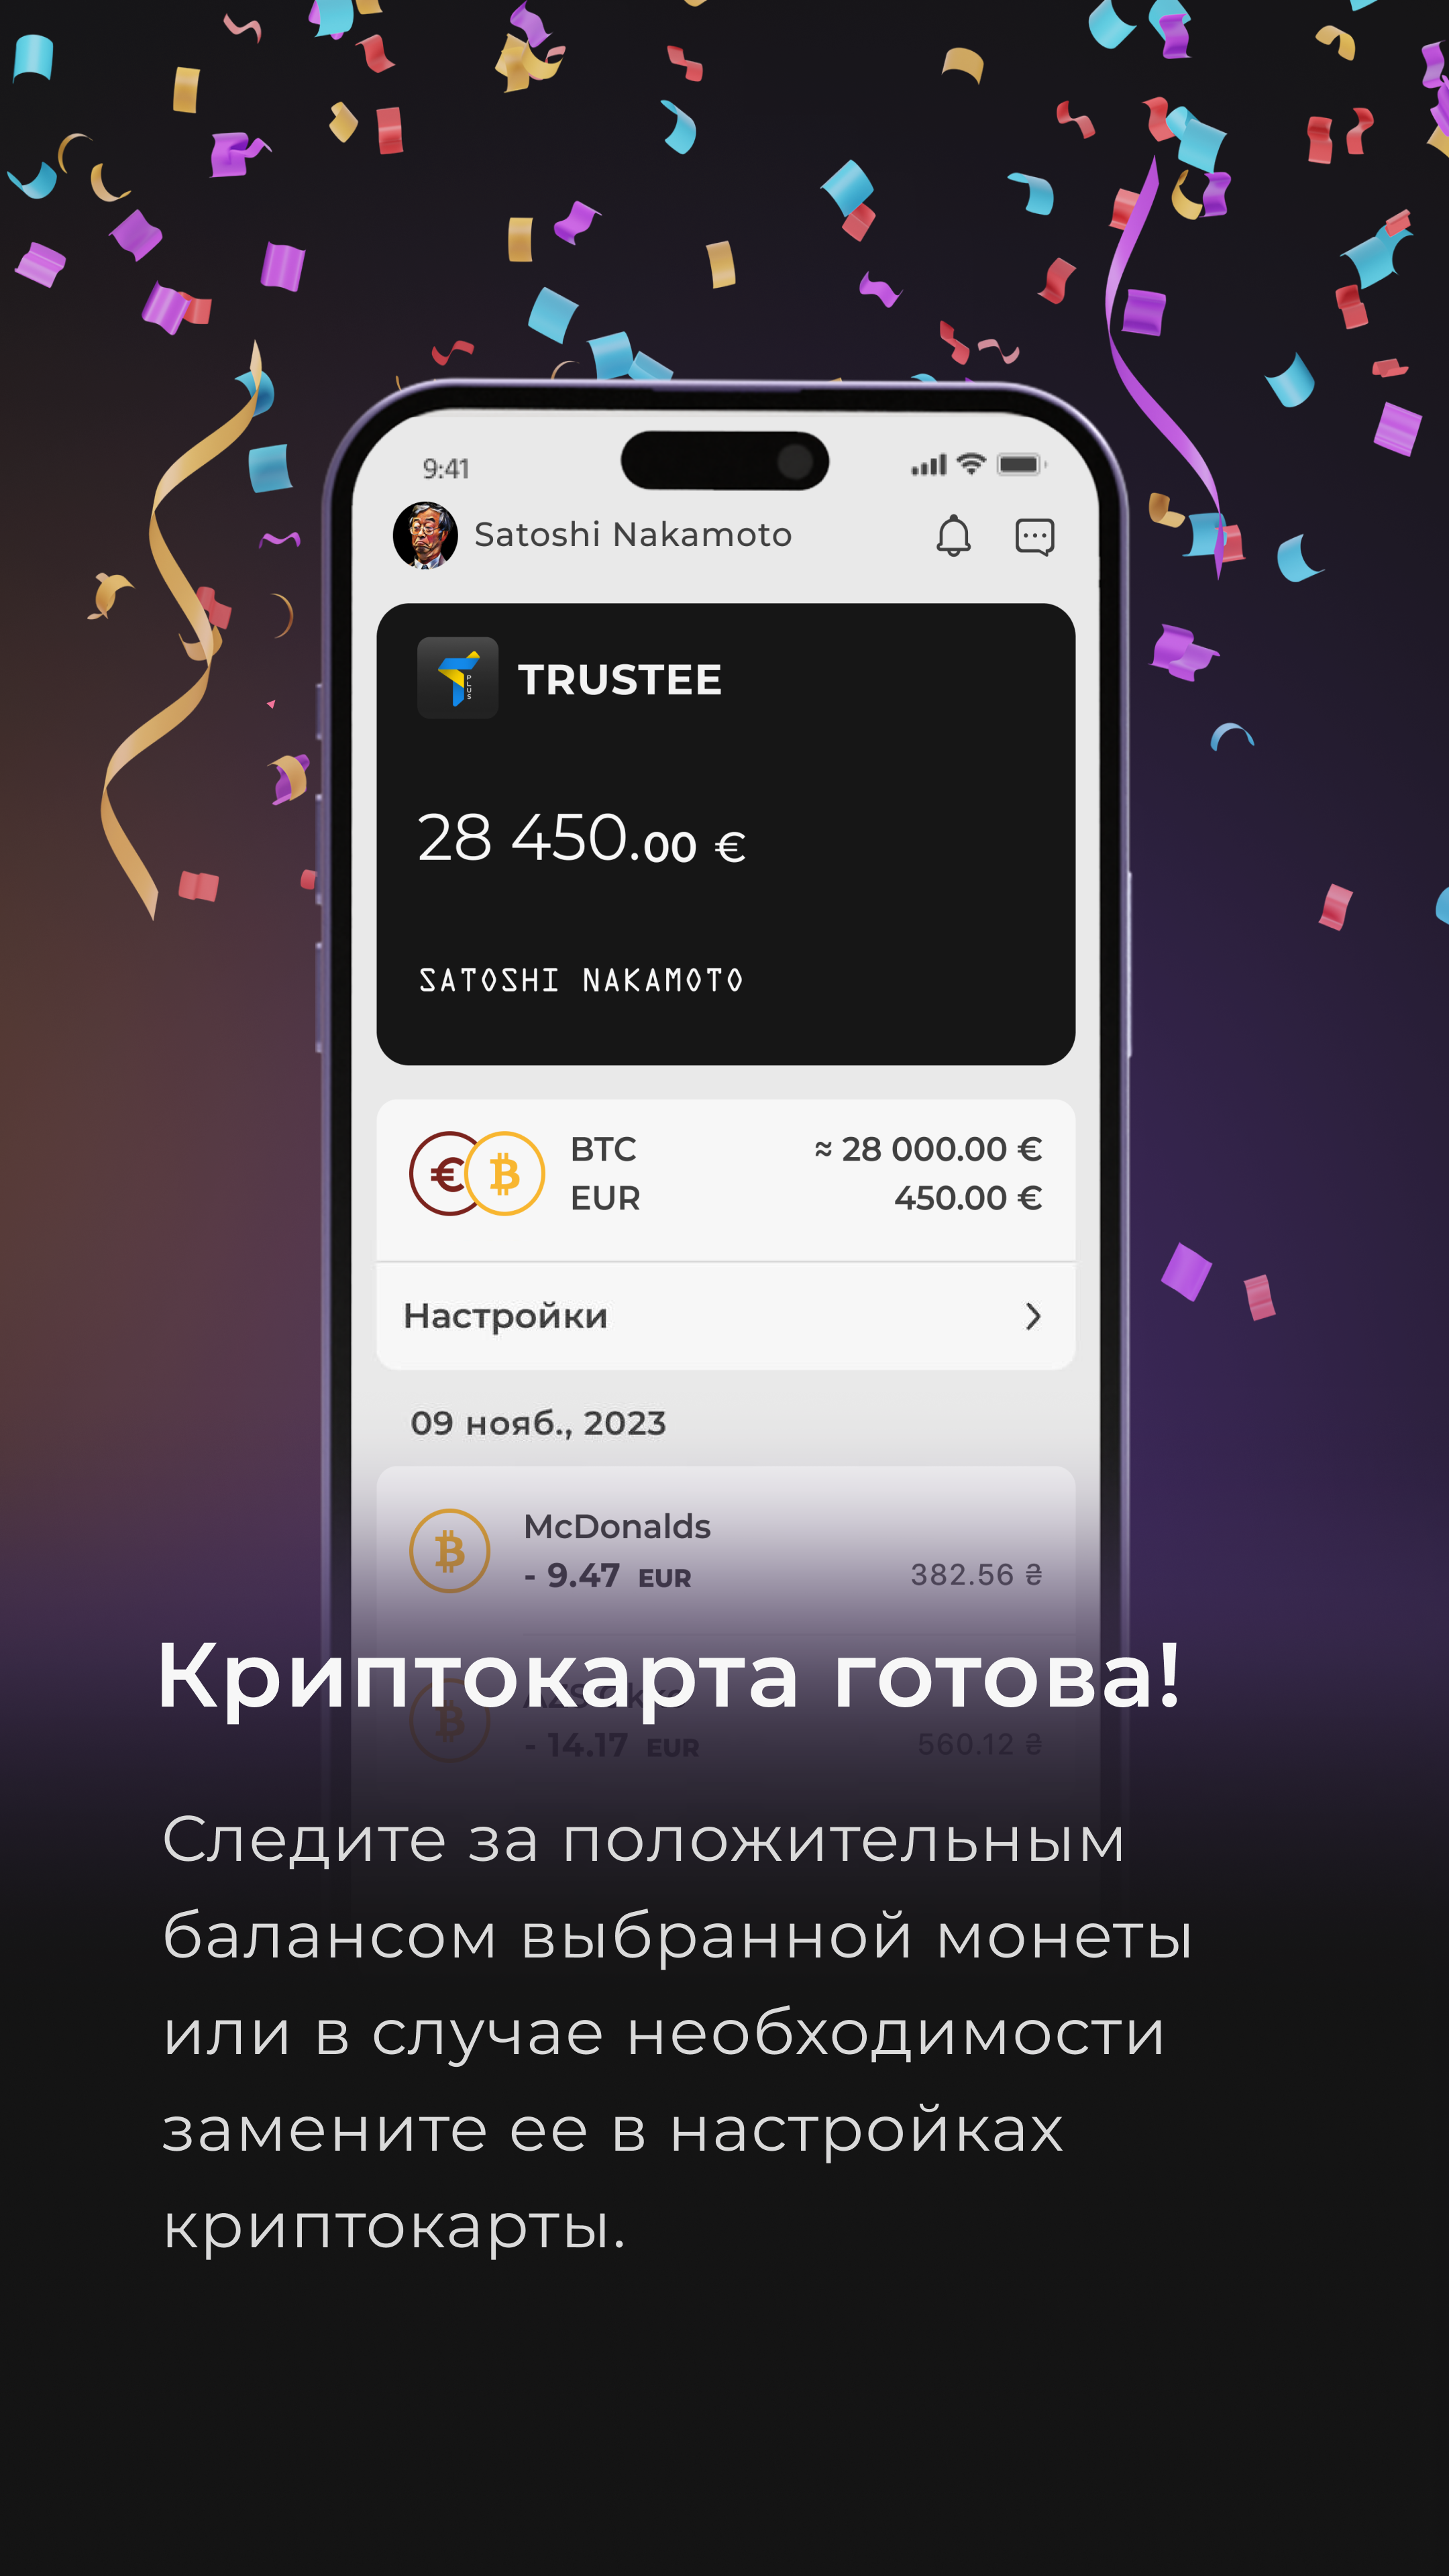 9:41
Satoshi Nakamoto
PLUS
TRUSTEE
28 450.00 €
SATOSHI NAKAMOTO
BTC ≈ 28 000.00 €
EUR 450.00 €
Настройки
09 нояб., 2023
McDonalds
- 9.47 EUR 382.56 ₴
Криптокарта готова!
- 14.17 EUR 560.12 ₴
Следите за положительным
балансом выбранной монеты
или в случае необходимости
замените ее в настройках
криптокарты.